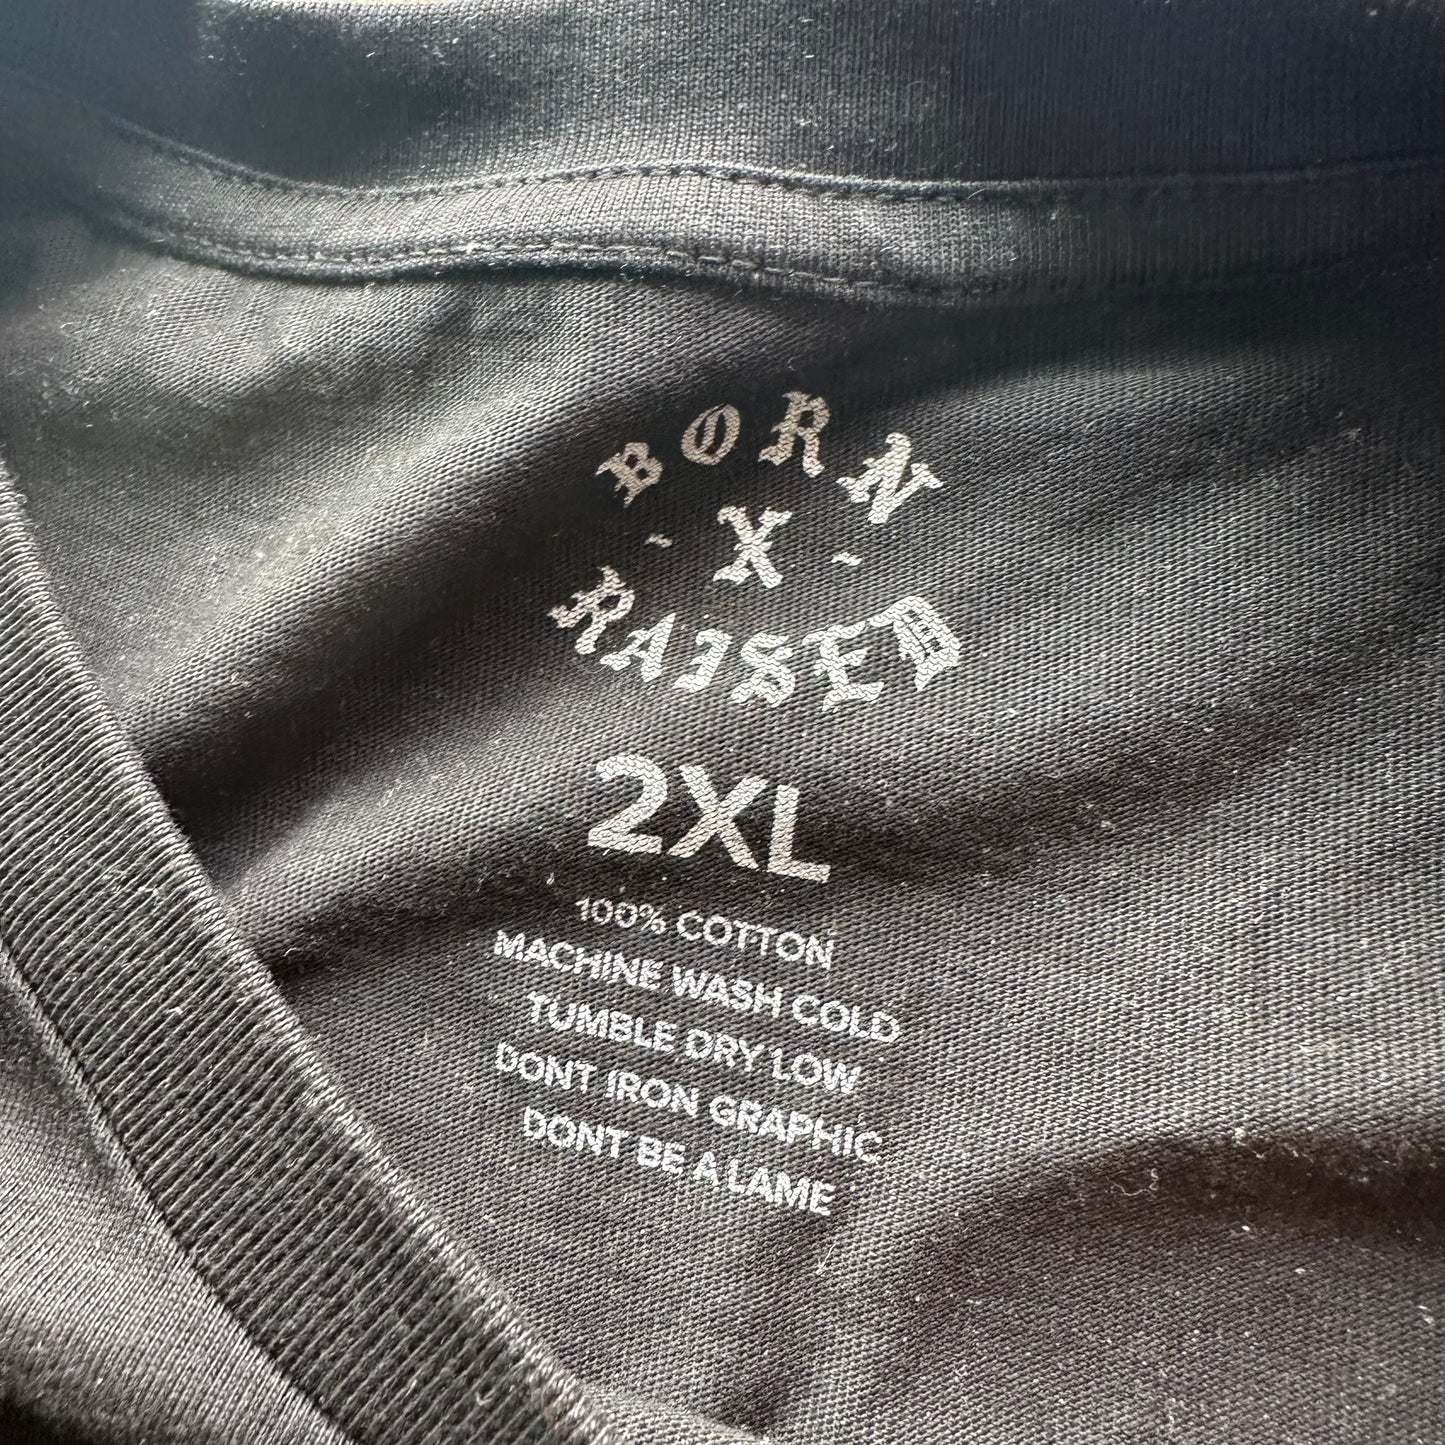 BORN
- X -
RAISED
2XL
100% COTTON
MACHINE WASH COLD
TUMBLE DRY LOW
DONT IRON GRAPHIC
DONT BE A LAME